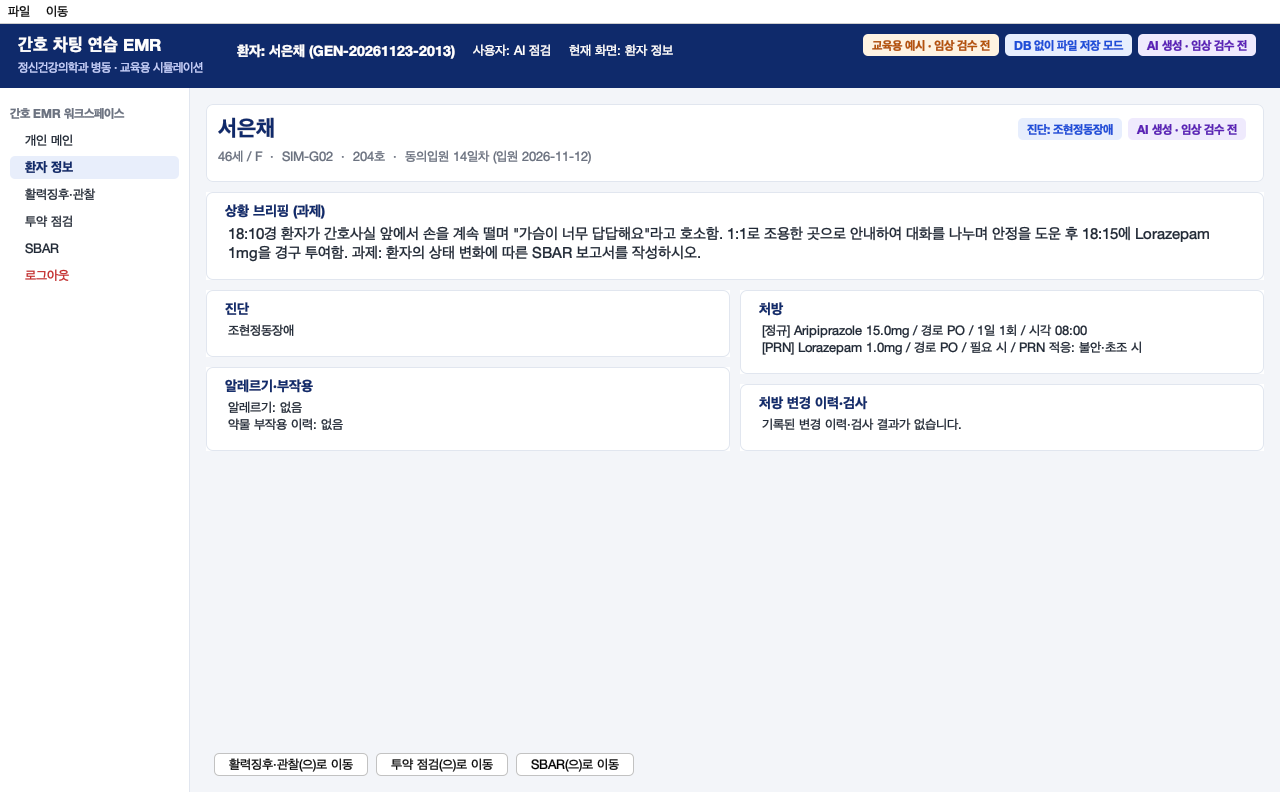 파일 이동
간호 차팅 연습 EMR
정신건강의학과 병동 · 교육용 시뮬레이션
환자: 서은채 (GEN-20261123-2013) 사용자: AI 점검 현재 화면: 환자 정보
교육용 예시 · 임상 검수 전 DB 없이 파일 저장 모드 AI 생성 · 임상 검수 전
간호 EMR 워크스페이스
개인 메인
환자 정보
활력징후·관찰
투약 점검
SBAR
로그아웃
서은채
진단: 조현정동장애 AI 생성 · 임상 검수 전
46세 / F · SIM-G02 · 204호 · 동의입원 14일차 (입원 2026-11-12)
상황 브리핑 (과제)
18:10경 환자가 간호사실 앞에서 손을 계속 떨며 "가슴이 너무 답답해요"라고 호소함. 1:1로 조용한 곳으로 안내하여 대화를 나누며 안정을 도운 후 18:15에 Lorazepam
1mg을 경구 투여함. 과제: 환자의 상태 변화에 따른 SBAR 보고서를 작성하시오.
진단
조현정동장애
알레르기·부작용
알레르기: 없음
약물 부작용 이력: 없음
처방
[정규] Aripiprazole 15.0mg / 경로 PO / 1일 1회 / 시각 08:00
[PRN] Lorazepam 1.0mg / 경로 PO / 필요 시 / PRN 적응: 불안·초조 시
처방 변경 이력·검사
기록된 변경 이력·검사 결과가 없습니다.
활력징후·관찰(으)로 이동 투약 점검(으)로 이동 SBAR(으)로 이동